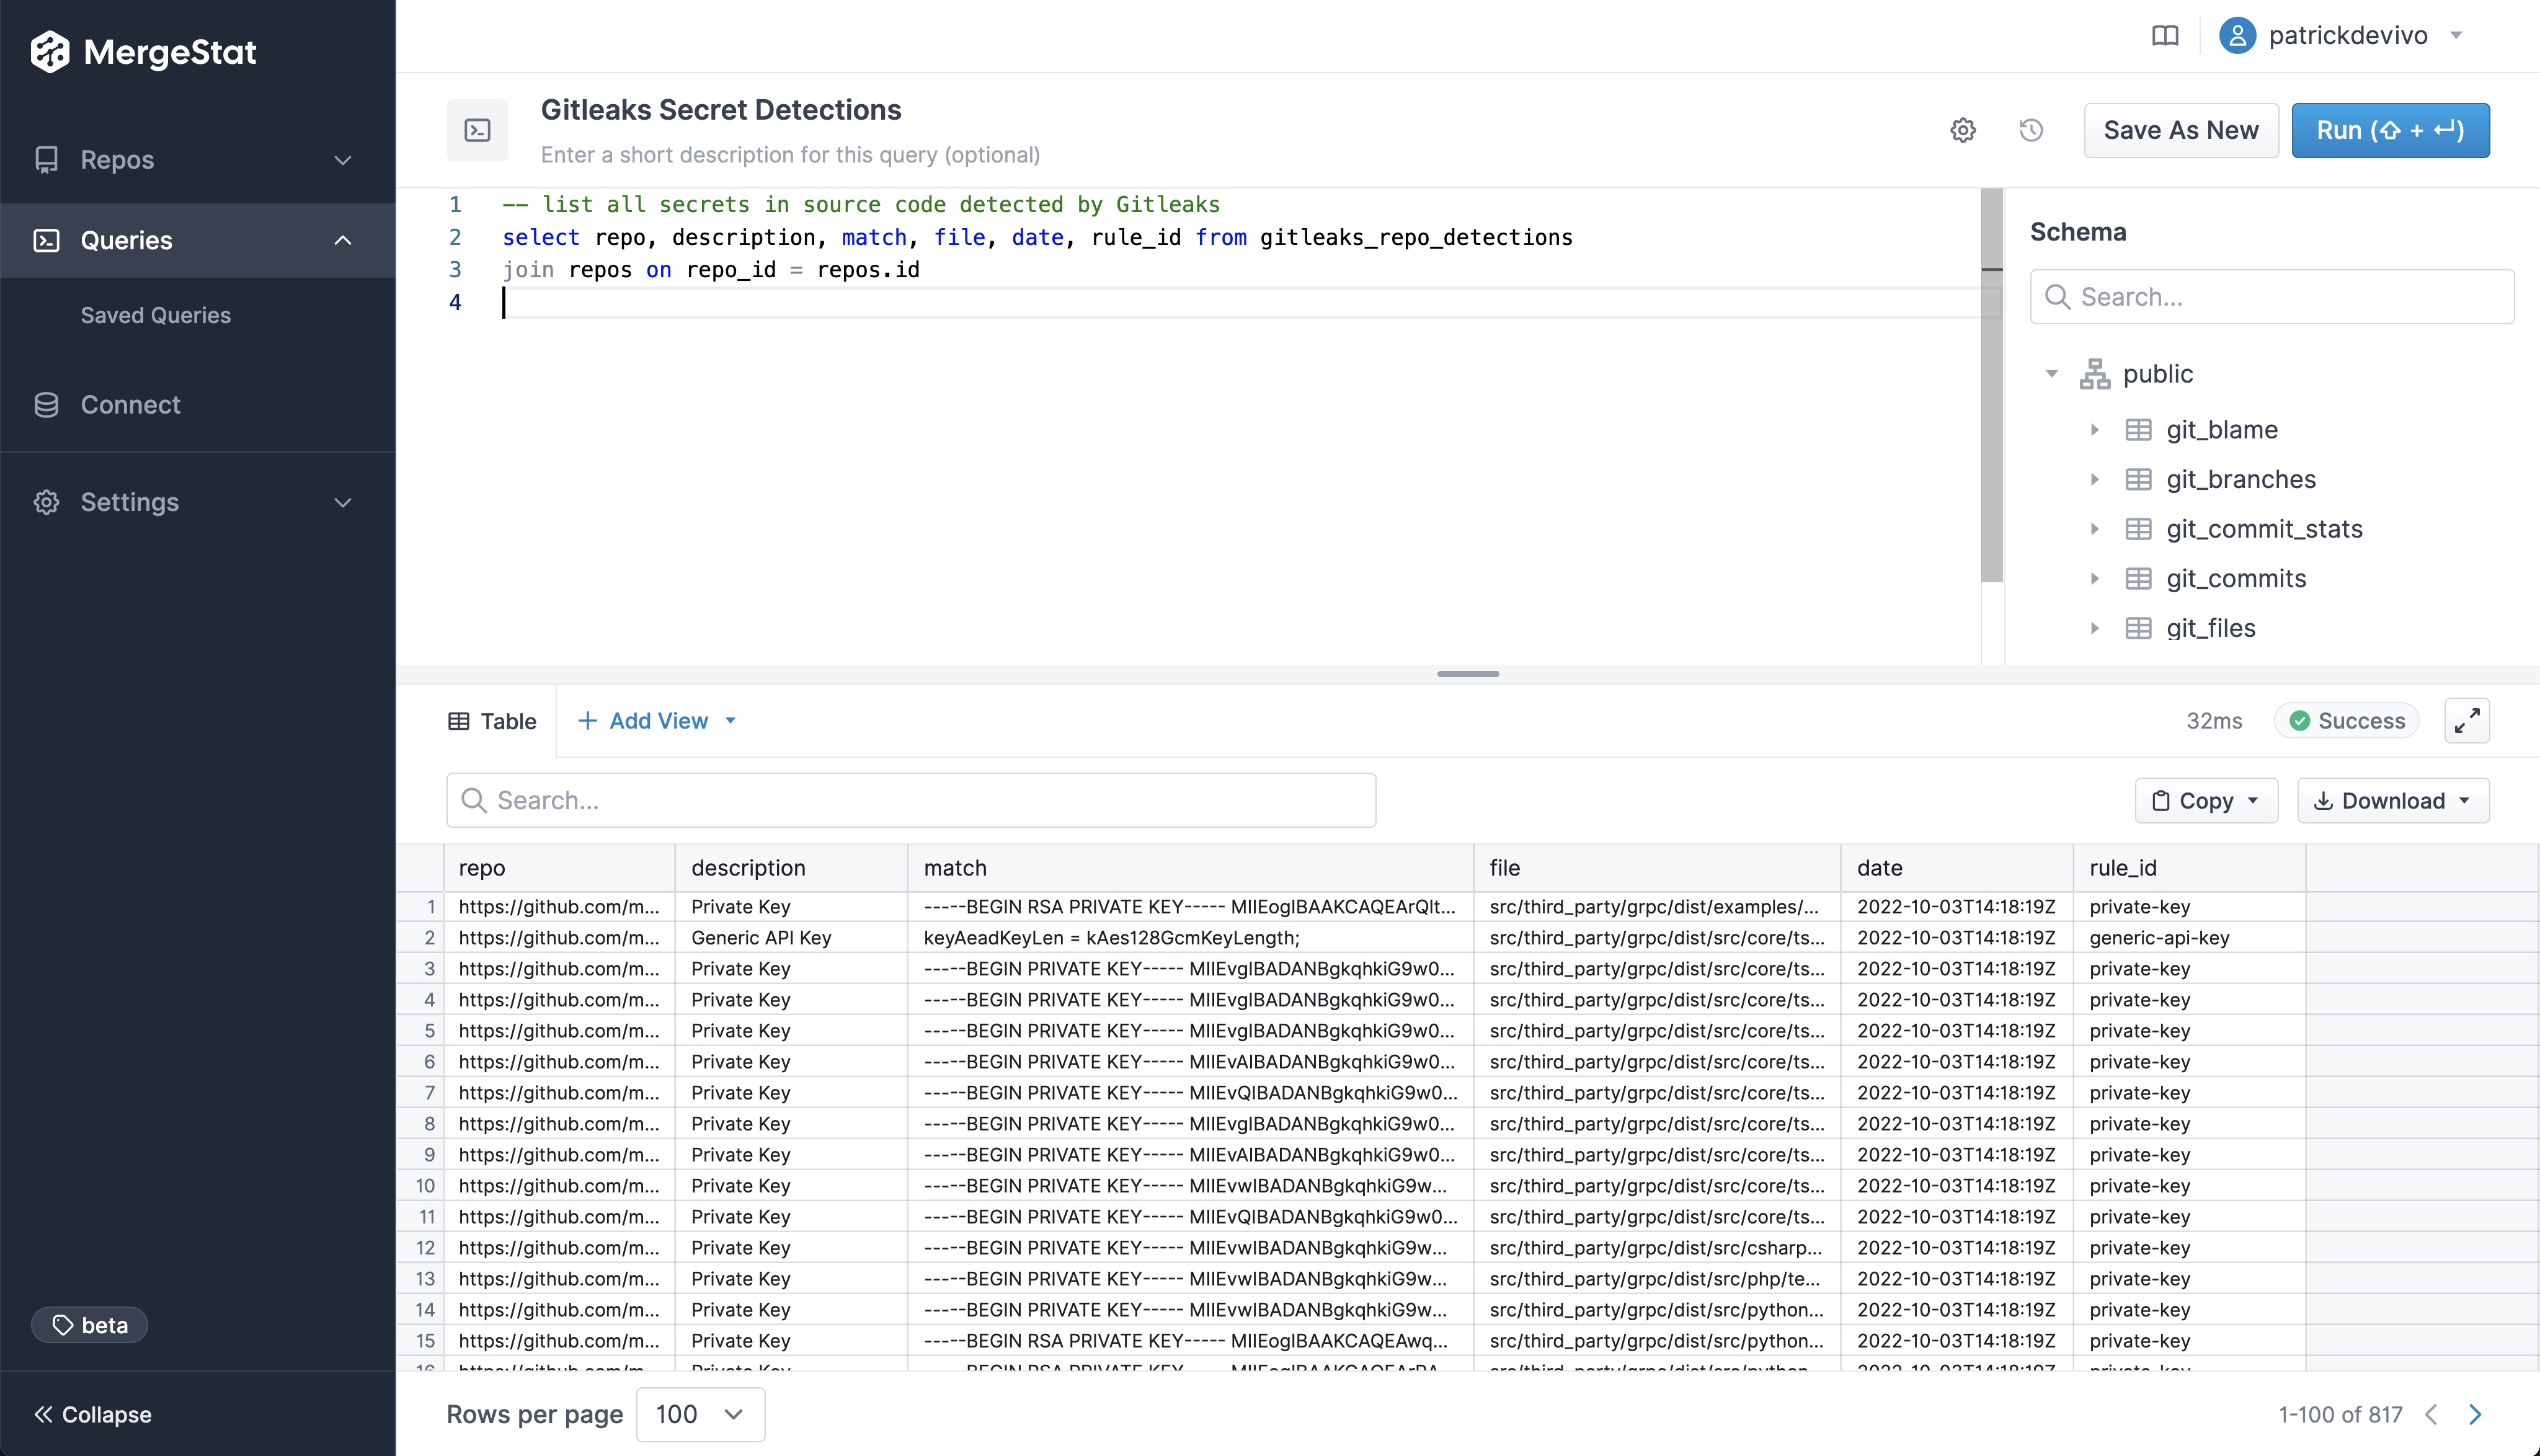 MergeStat
Repos
Queries
Saved Queries
Connect
Settings
beta
Collapse
patrickdevivo
Gitleaks Secret Detections
Enter a short description for this query (optional)
Save As New
Run (⇧ + ↵)
1 -- list all secrets in source code detected by Gitleaks
2 select repo, description, match, file, date, rule_id from gitleaks_repo_detections
3 join repos on repo_id = repos.id
4
Schema
Search...
public
git_blame
git_branches
git_commit_stats
git_commits
git_files
Table
Add View
32ms
Success
Search...
Copy
Download
repo description match file date rule_id
1 https://github.com/m... Private Key -----BEGIN RSA PRIVATE KEY----- MIIEogIBAAKCAQEArQIt... src/third_party/grpc/dist/examples/... 2022-10-03T14:18:19Z private-key
2 https://github.com/m... Generic API Key keyAeadKeyLen = kAes128GcmKeyLength; src/third_party/grpc/dist/src/core/ts... 2022-10-03T14:18:19Z generic-api-key
3 https://github.com/m... Private Key -----BEGIN PRIVATE KEY----- MIIEvgIBADANBgkqhkiG9w0... src/third_party/grpc/dist/src/core/ts... 2022-10-03T14:18:19Z private-key
4 https://github.com/m... Private Key -----BEGIN PRIVATE KEY----- MIIEvgIBADANBgkqhkiG9w0... src/third_party/grpc/dist/src/core/ts... 2022-10-03T14:18:19Z private-key
5 https://github.com/m... Private Key -----BEGIN PRIVATE KEY----- MIIEvgIBADANBgkqhkiG9w0... src/third_party/grpc/dist/src/core/ts... 2022-10-03T14:18:19Z private-key
6 https://github.com/m... Private Key -----BEGIN PRIVATE KEY----- MIIEvAIBADANBgkqhkiG9w0... src/third_party/grpc/dist/src/core/ts... 2022-10-03T14:18:19Z private-key
7 https://github.com/m... Private Key -----BEGIN PRIVATE KEY----- MIIEvQIBADANBgkqhkiG9w0... src/third_party/grpc/dist/src/core/ts... 2022-10-03T14:18:19Z private-key
8 https://github.com/m... Private Key -----BEGIN PRIVATE KEY----- MIIEvgIBADANBgkqhkiG9w0... src/third_party/grpc/dist/src/core/ts... 2022-10-03T14:18:19Z private-key
9 https://github.com/m... Private Key -----BEGIN PRIVATE KEY----- MIIEvAIBADANBgkqhkiG9w0... src/third_party/grpc/dist/src/core/ts... 2022-10-03T14:18:19Z private-key
10 https://github.com/m... Private Key -----BEGIN PRIVATE KEY----- MIIEvwIBADANBgkqhkiG9w... src/third_party/grpc/dist/src/core/ts... 2022-10-03T14:18:19Z private-key
11 https://github.com/m... Private Key -----BEGIN PRIVATE KEY----- MIIEvQIBADANBgkqhkiG9w0... src/third_party/grpc/dist/src/core/ts... 2022-10-03T14:18:19Z private-key
12 https://github.com/m... Private Key -----BEGIN PRIVATE KEY----- MIIEvwIBADANBgkqhkiG9w... src/third_party/grpc/dist/src/csharp... 2022-10-03T14:18:19Z private-key
13 https://github.com/m... Private Key -----BEGIN PRIVATE KEY----- MIIEvwIBADANBgkqhkiG9w... src/third_party/grpc/dist/src/php/te... 2022-10-03T14:18:19Z private-key
14 https://github.com/m... Private Key -----BEGIN PRIVATE KEY----- MIIEvwIBADANBgkqhkiG9w... src/third_party/grpc/dist/src/python... 2022-10-03T14:18:19Z private-key
15 https://github.com/m... Private Key -----BEGIN RSA PRIVATE KEY----- MIIEogIBAAKCAQEAwq... src/third_party/grpc/dist/src/python... 2022-10-03T14:18:19Z private-key
Rows per page 100
1-100 of 817